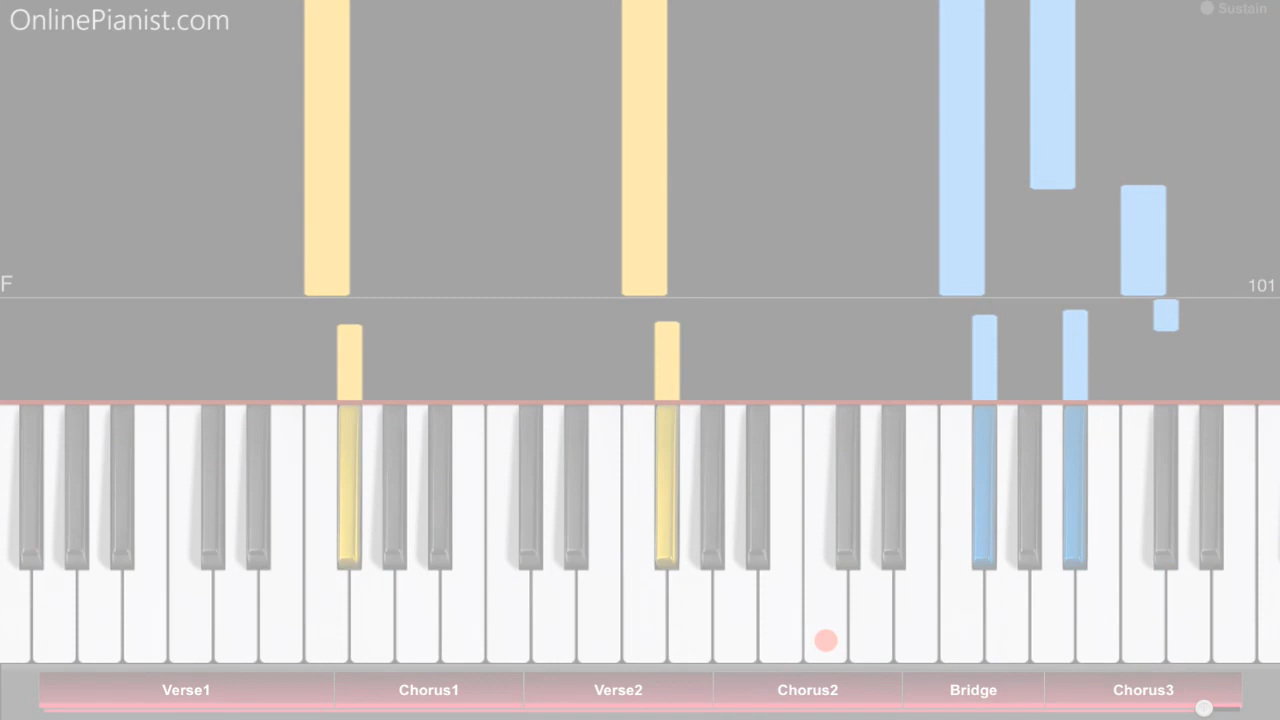 OnlinePianist.com
Sustain
F
101
Verse1 Chorus1 Verse2 Chorus2 Bridge Chorus3